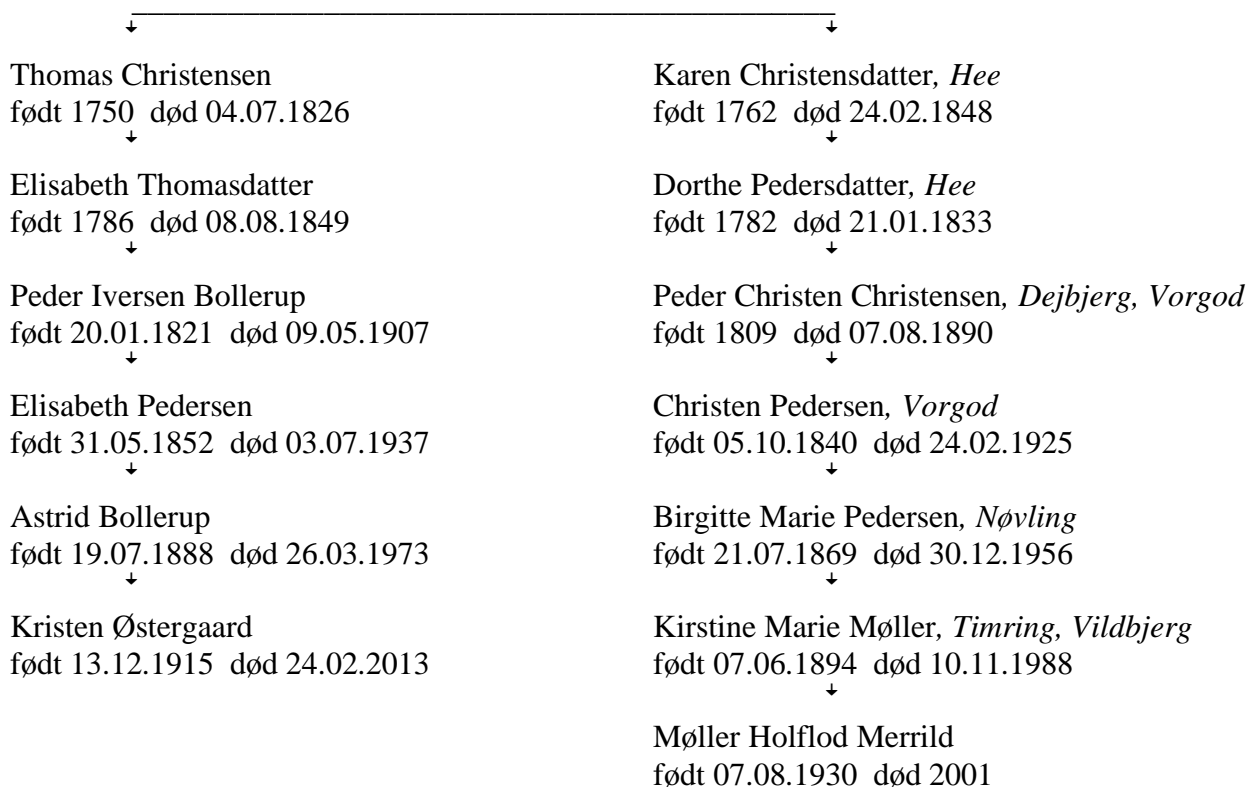 Thomas Christensen
født 1750 død 04.07.1826
Elisabeth Thomasdatter
født 1786 død 08.08.1849
Peder Iversen Bollerup
født 20.01.1821 død 09.05.1907
Elisabeth Pedersen
født 31.05.1852 død 03.07.1937
Astrid Bollerup
født 19.07.1888 død 26.03.1973
Kristen Østergaard
født 13.12.1915 død 24.02.2013
Karen Christensdatter, Hee
født 1762 død 24.02.1848
Dorthe Pedersdatter, Hee
født 1782 død 21.01.1833
Peder Christen Christensen, Dejbjerg, Vorgod
født 1809 død 07.08.1890
Christen Pedersen, Vorgod
født 05.10.1840 død 24.02.1925
Birgitte Marie Pedersen, Nøvling
født 21.07.1869 død 30.12.1956
Kirstine Marie Møller, Timring, Vildbjerg
født 07.06.1894 død 10.11.1988
Møller Holflod Merrild
født 07.08.1930 død 2001